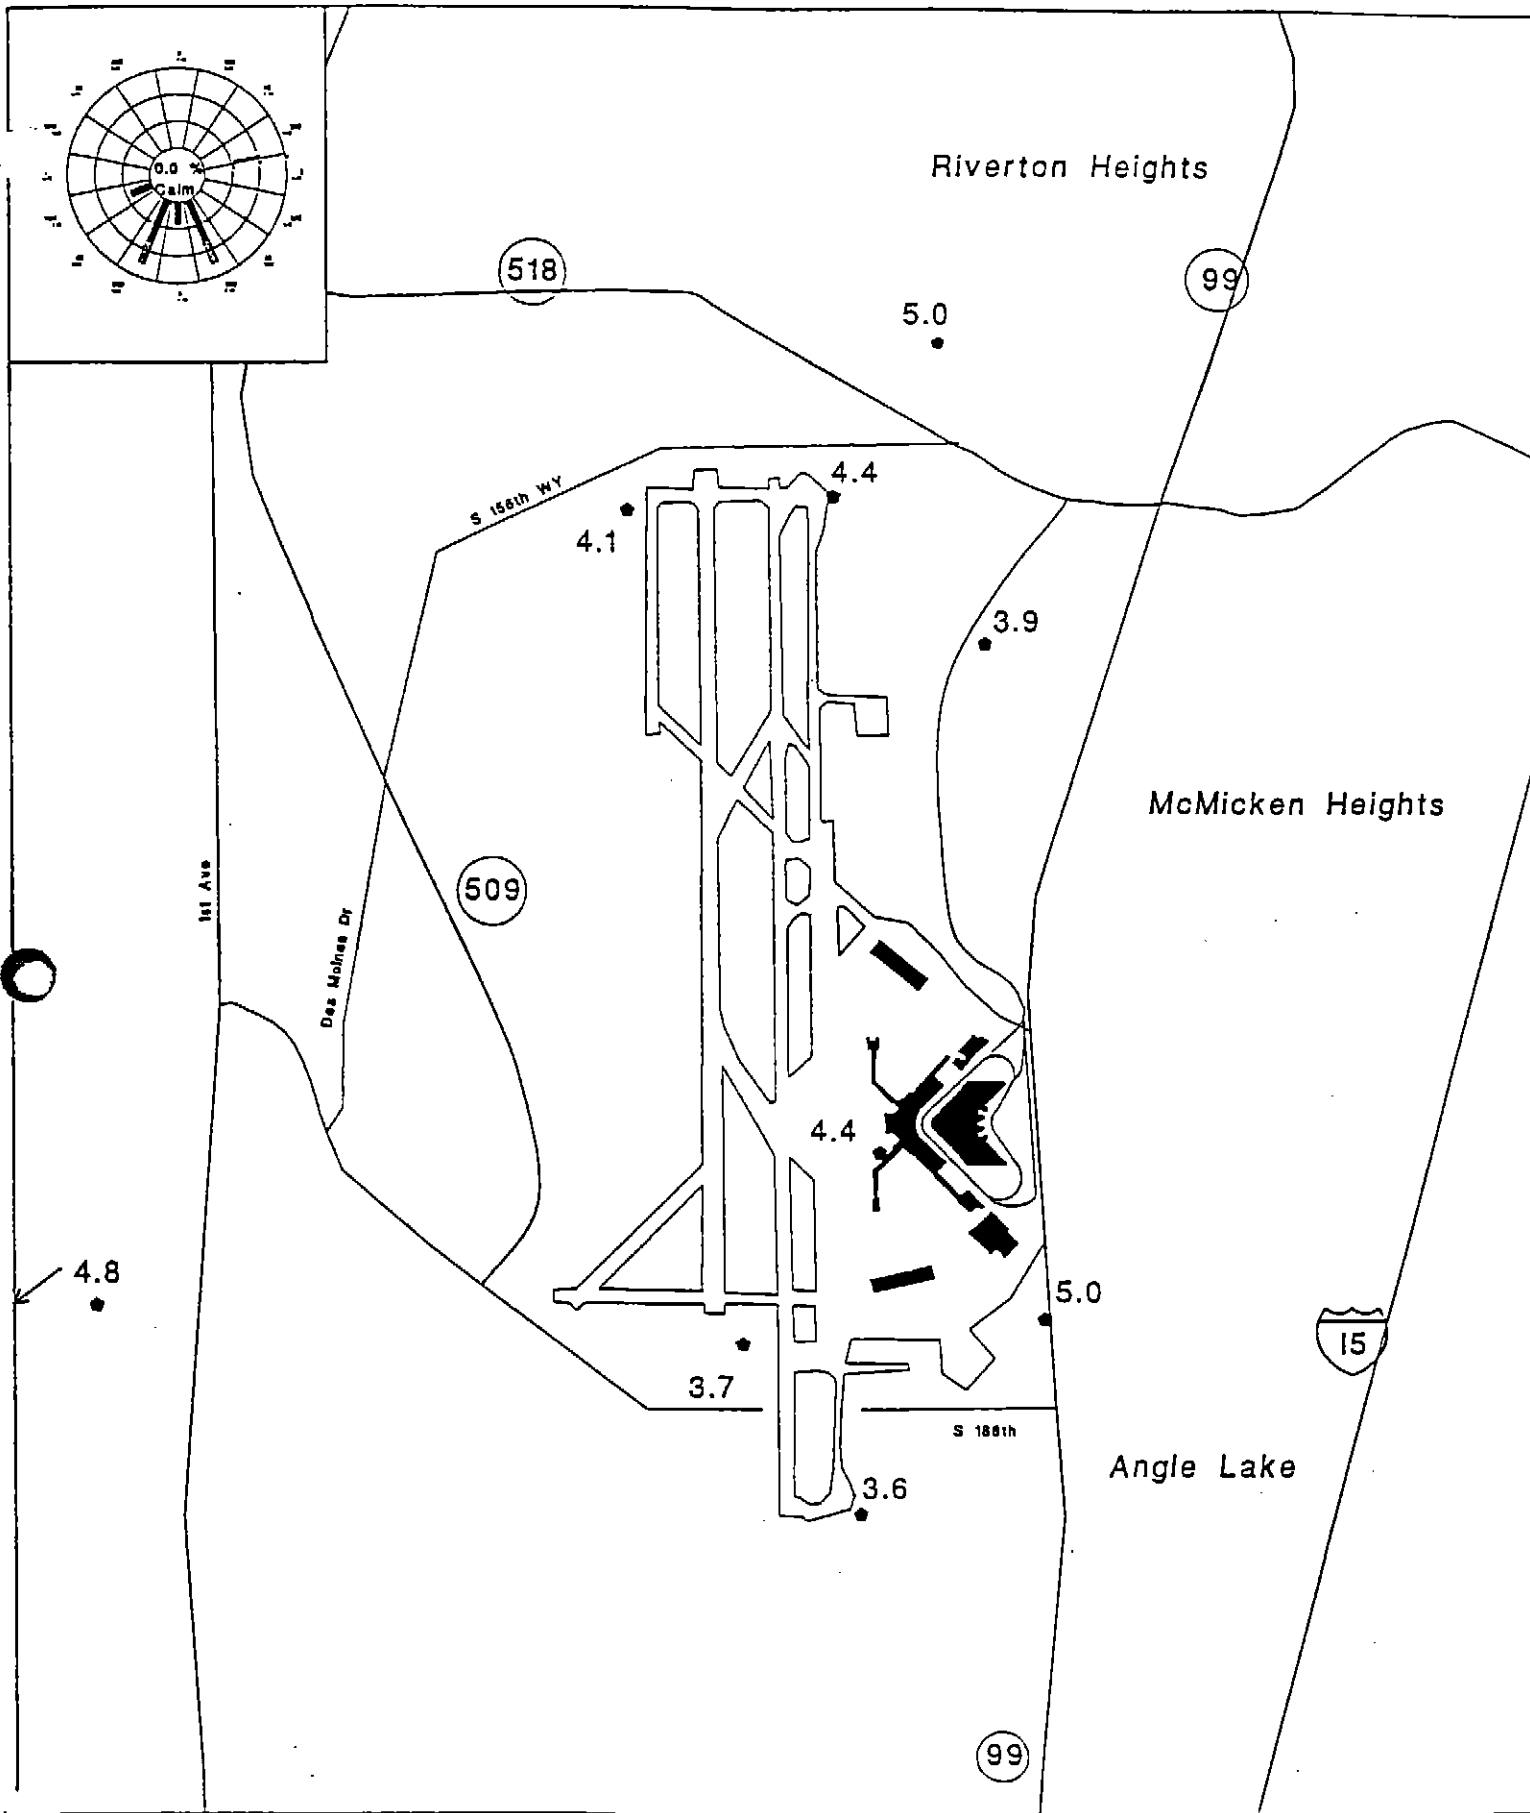 0.0 %
Calm
Riverton Heights
518
99
5.0
4.4
S 156th WY
4.1
3.9
McMicken Heights
1st Ave
509
Des Moines Dr
4.4
4.8
5.0
15
3.7
S 188th
Angle Lake
3.6
99